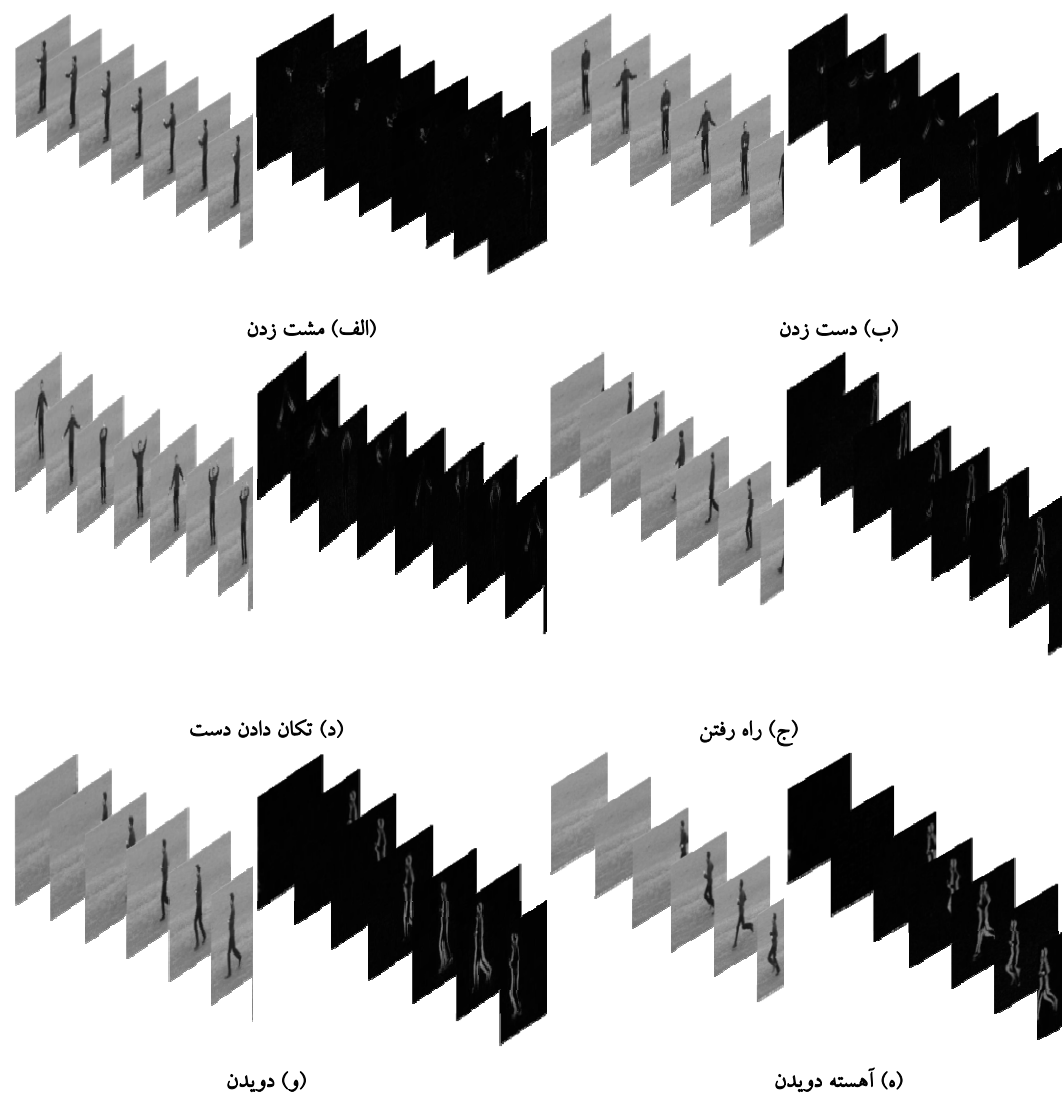 (الف) مشت زدن
(ب) دست زدن
(د) تکان دادن دست
(ج) راه رفتن
(و) دویدن
(ه) آهسته دویدن